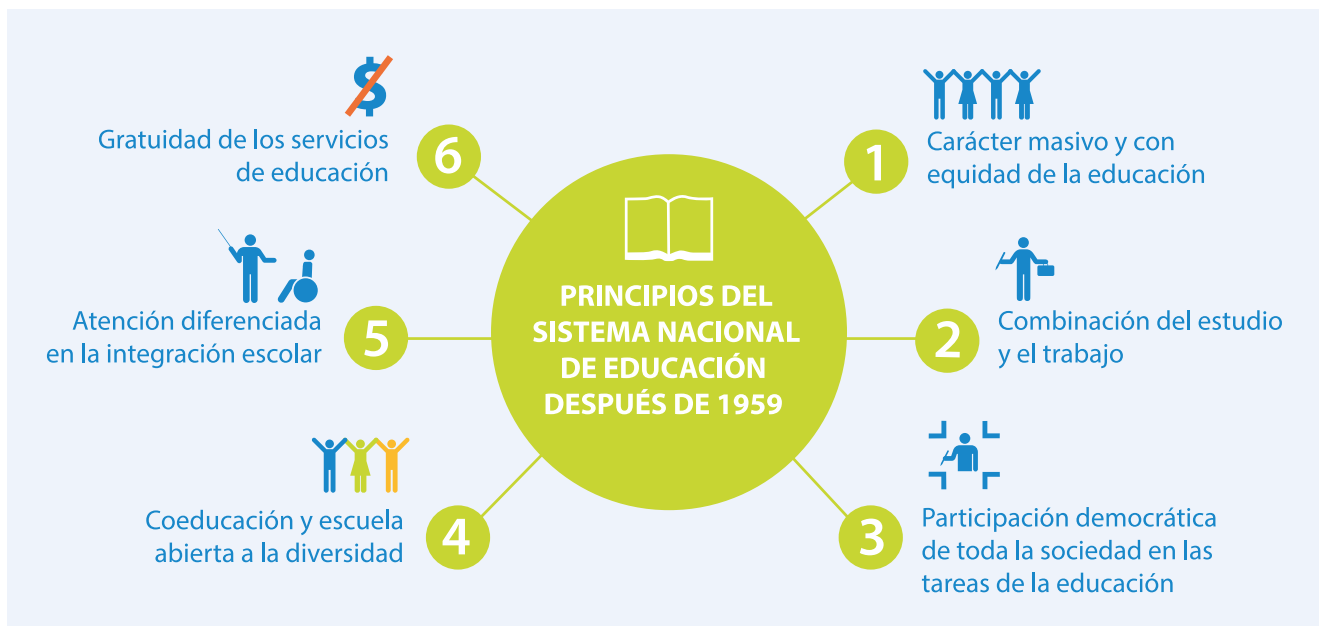 PRINCIPIOS DEL
SISTEMA NACIONAL
DE EDUCACIÓN
DESPUÉS DE 1959
1
Carácter masivo y con
equidad de la educación
2
Combinación del estudio
y el trabajo
3
Participación democrática
de toda la sociedad en las
tareas de la educación
4
Coeducación y escuela
abierta a la diversidad
5
Atención diferenciada
en la integración escolar
6
$
Gratuidad de los servicios
de educación